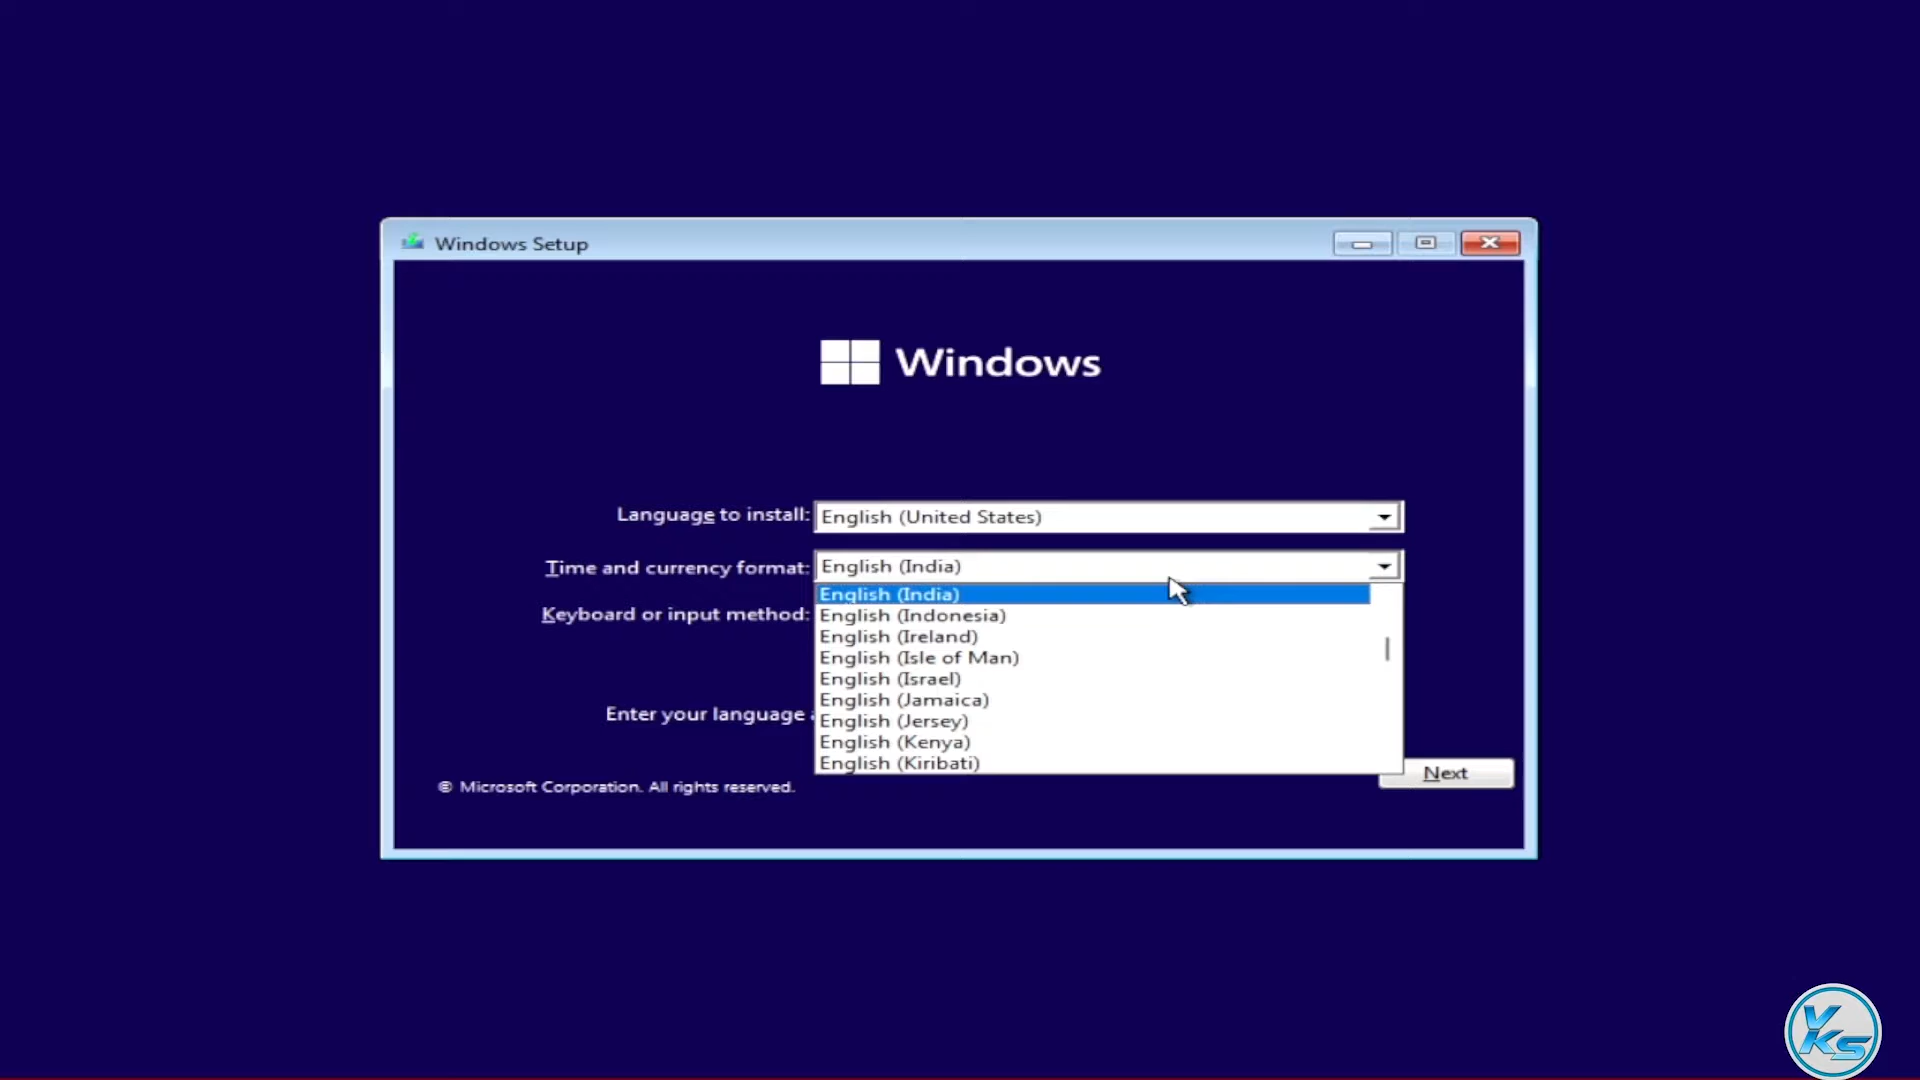 Windows Setup
Windows
Language to install: English (United States)
Time and currency format: English (India)
English (India)
Keyboard or input method: English (Indonesia)
English (Ireland)
English (Isle of Man)
English (Israel)
English (Jamaica)
Enter your language English (Jersey)
English (Kenya)
English (Kiribati)
Next
© Microsoft Corporation. All rights reserved.
VKS